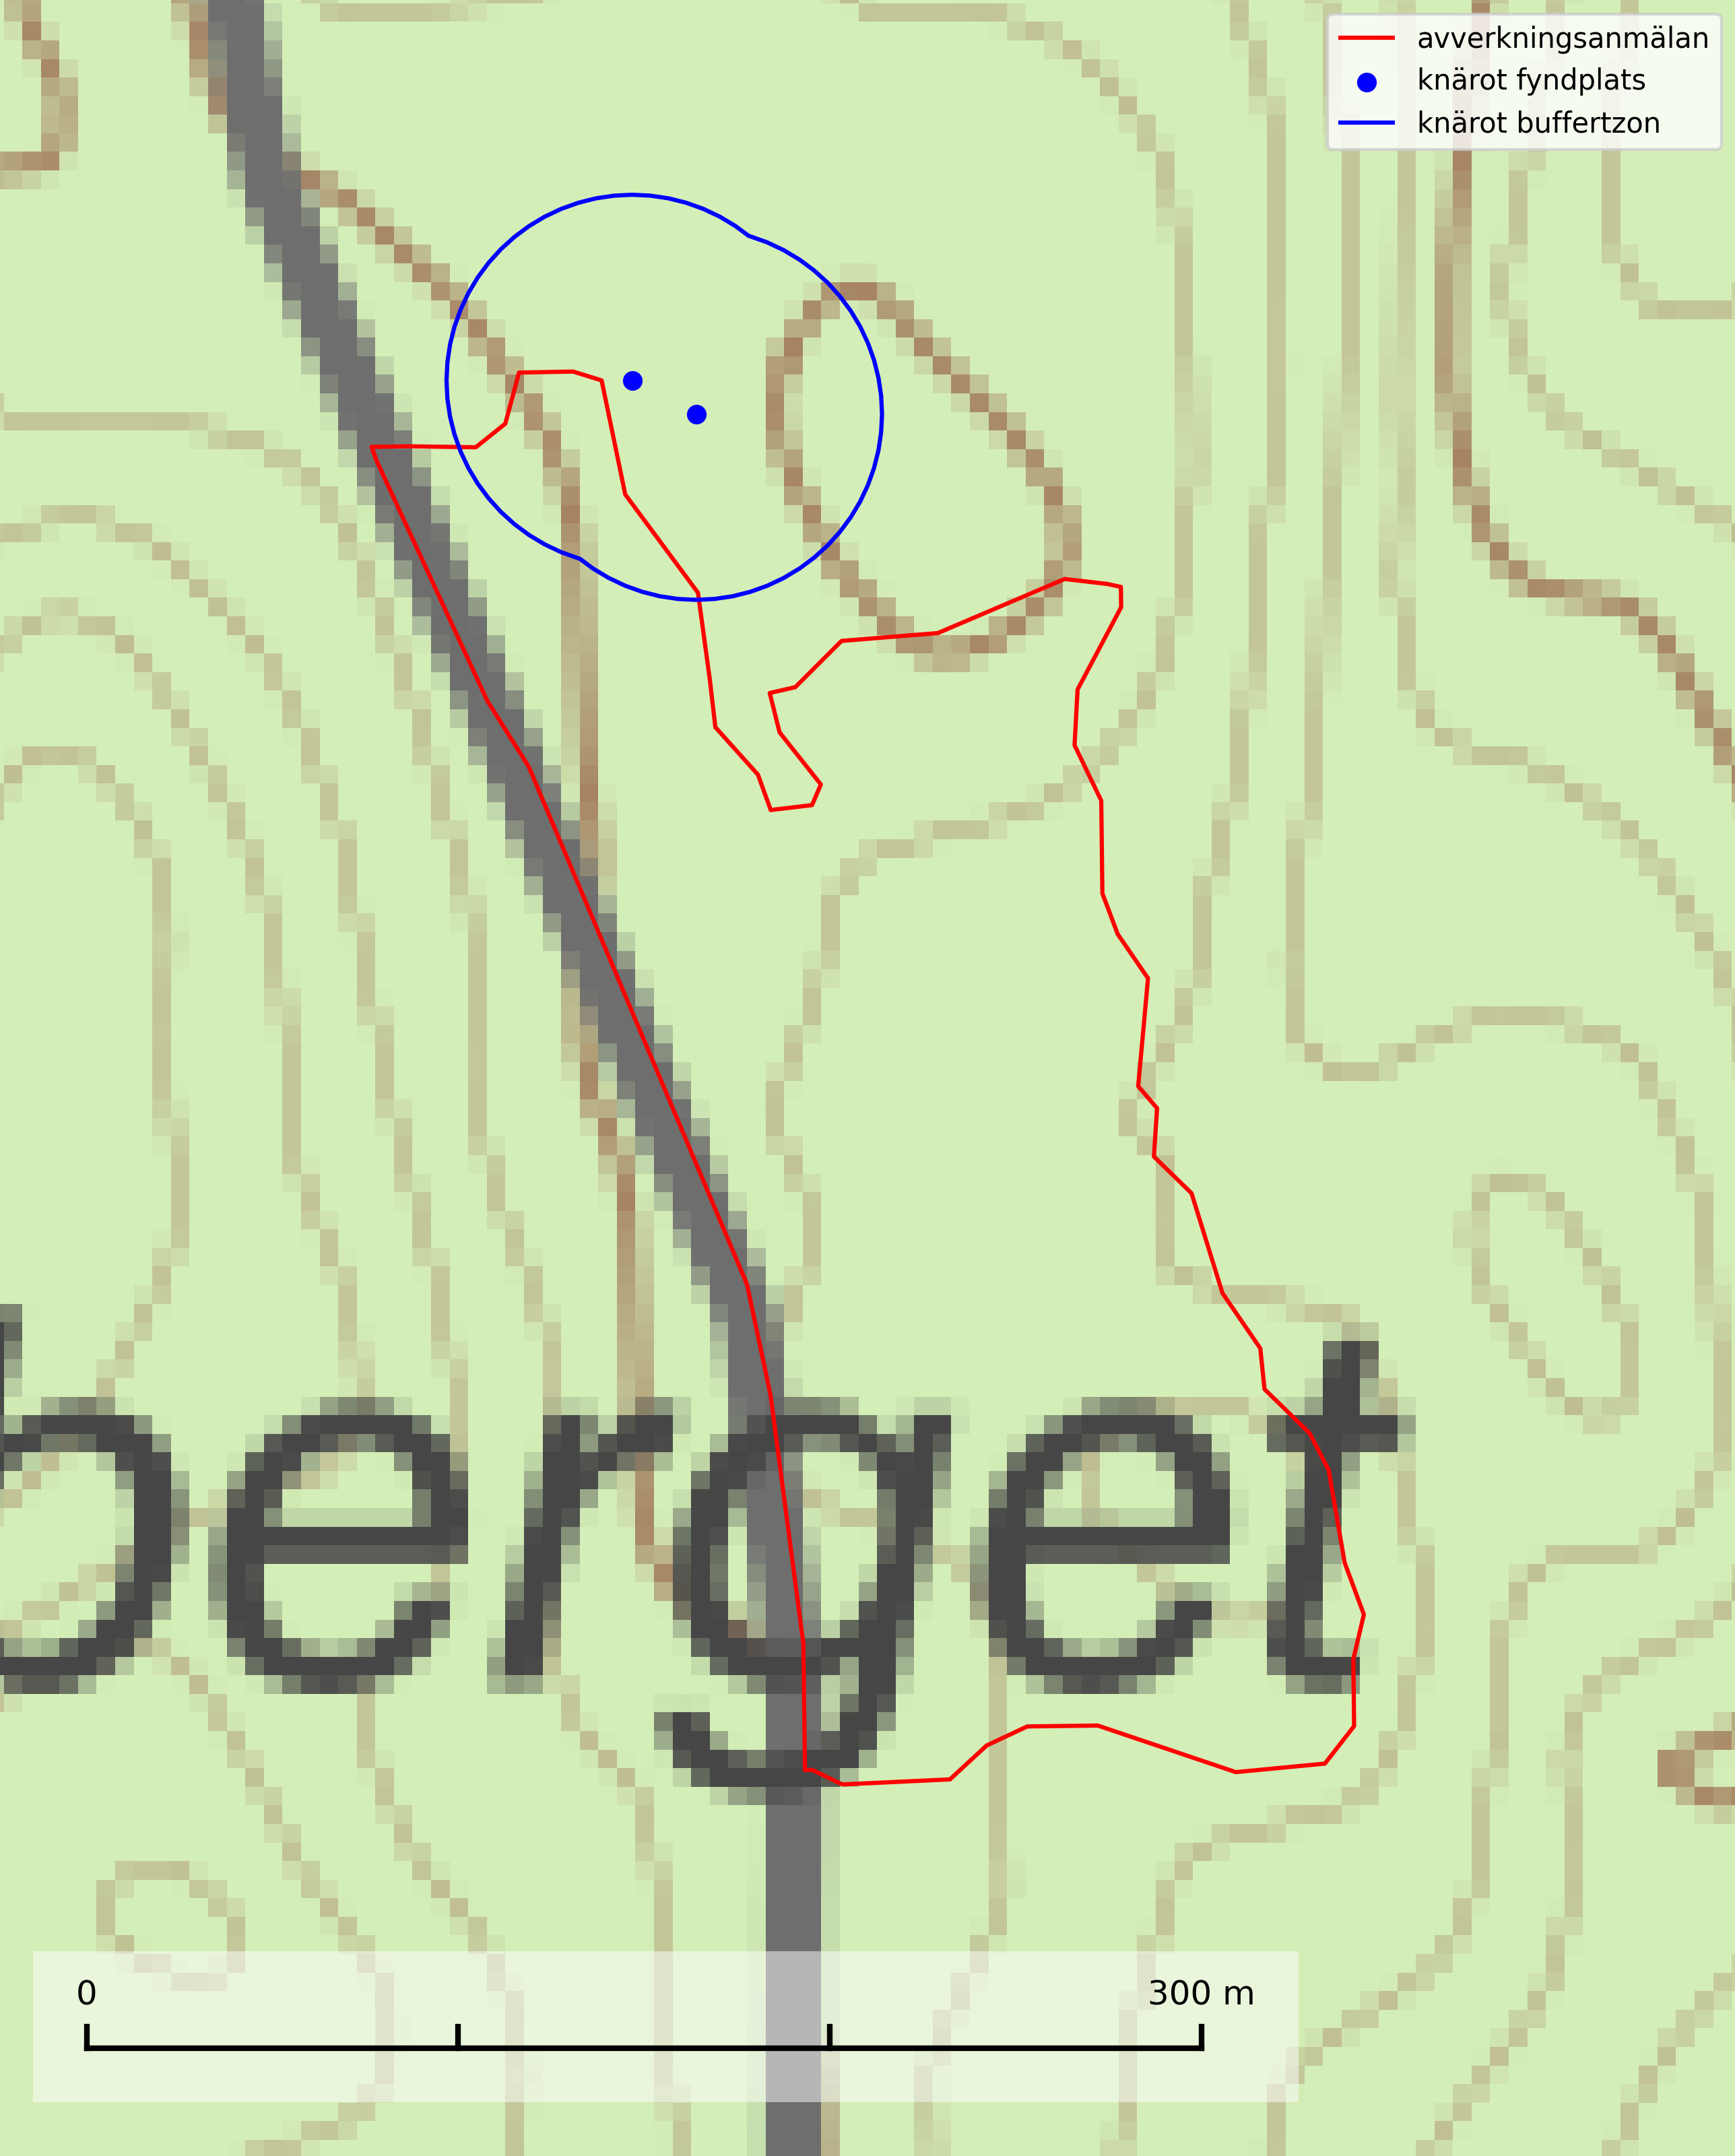 avverkningsanmälan
knärot fyndplats
knärot buffertzon
berget
0 300 m